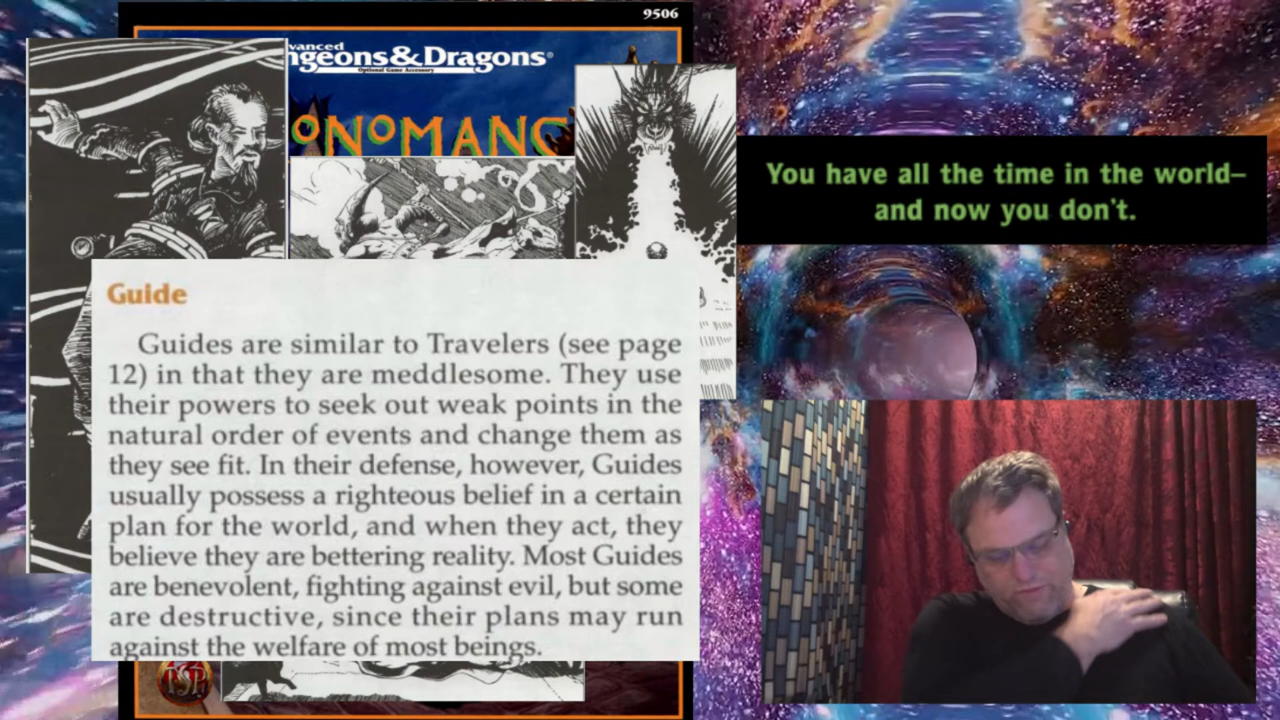 9506
vanced
ngeons&Dragons®
Optional Game Accessory
ONOMANC
You have all the time in the world–
and now you don't.
Guide
Guides are similar to Travelers (see page
12) in that they are meddlesome. They use
their powers to seek out weak points in the
natural order of events and change them as
they see fit. In their defense, however, Guides
usually possess a righteous belief in a certain
plan for the world, and when they act, they
believe they are bettering reality. Most Guides
are benevolent, fighting against evil, but some
are destructive, since their plans may run
against the welfare of most beings.
TSR